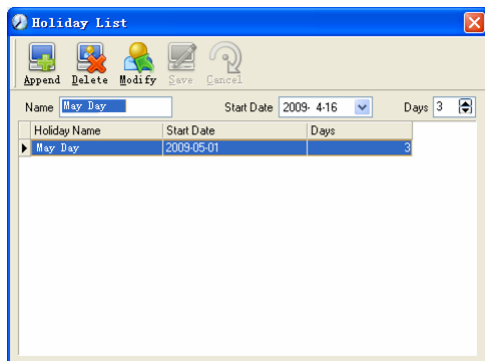 Holiday List
Append Delete Modify Save Cancel
Name May Day Start Date 2009- 4-16 Days 3
Holiday Name Start Date Days
May Day 2009-05-01 3